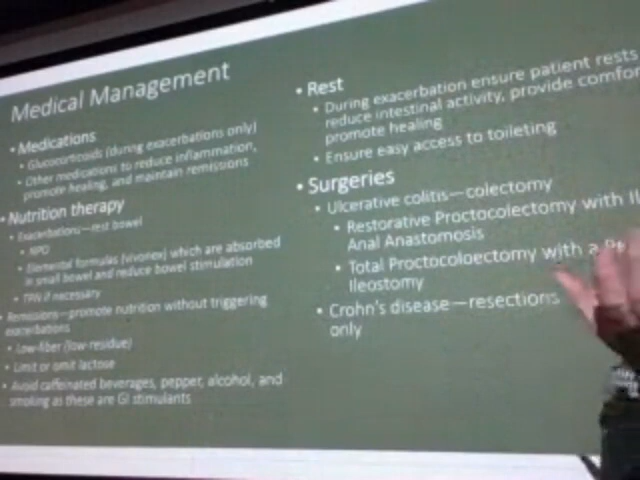 Medical Management
• Medications
• Glucocorticoids (during exacerbations only)
• Other medications to reduce inflammation,
promote healing, and maintain remissions
• Nutrition therapy
• Exacerbations—rest bowel
• NPO
• Elemental formulas (vivonex) which are absorbed
in small bowel and reduce bowel stimulation
• TPN if necessary
Remissions—promote nutrition without triggering
exacerbations
• Low-fiber (low-residue)
• Limit or omit lactose
• Avoid caffeinated beverages, pepper, alcohol, and
smoking as these are GI stimulants
• Rest
• During exacerbation ensure patient rests
reduce intestinal activity, provide comfor
promote healing
• Ensure easy access to toileting
• Surgeries
• Ulcerative colitis—colectomy
• Restorative Proctocolectomy with Il
Anal Anastomosis
• Total Proctocoloectomy with a
Ileostomy
• Crohn's disease—resections
only